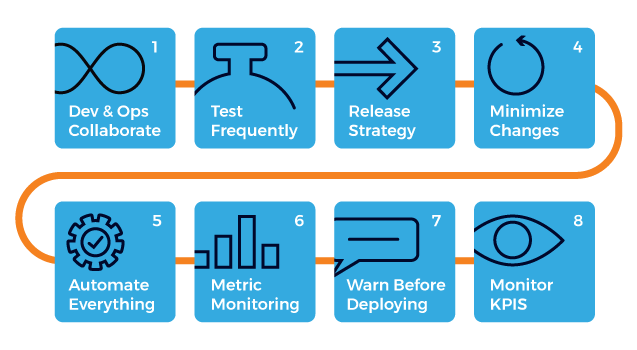 1
Dev & Ops
Collaborate
2
Test
Frequently
3
Release
Strategy
4
Minimize
Changes
5
Automate
Everything
6
Metric
Monitoring
7
Warn Before
Deploying
8
Monitor
KPIS